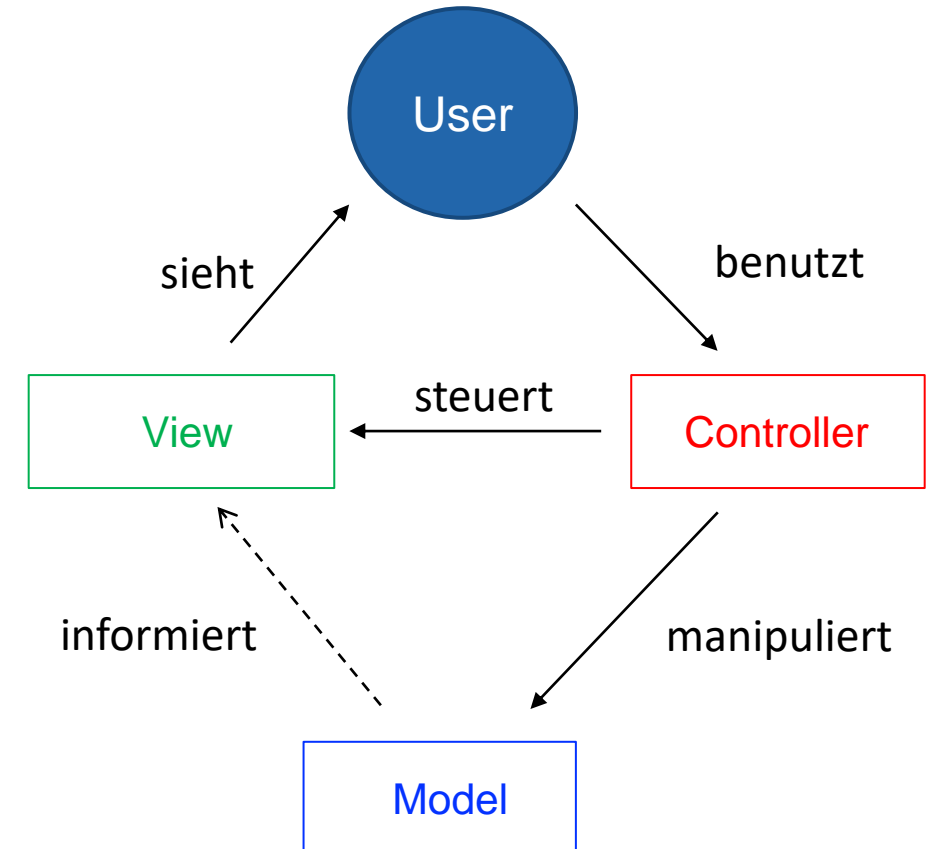 User
sieht
benutzt
steuert
View
Controller
informiert
manipuliert
Model